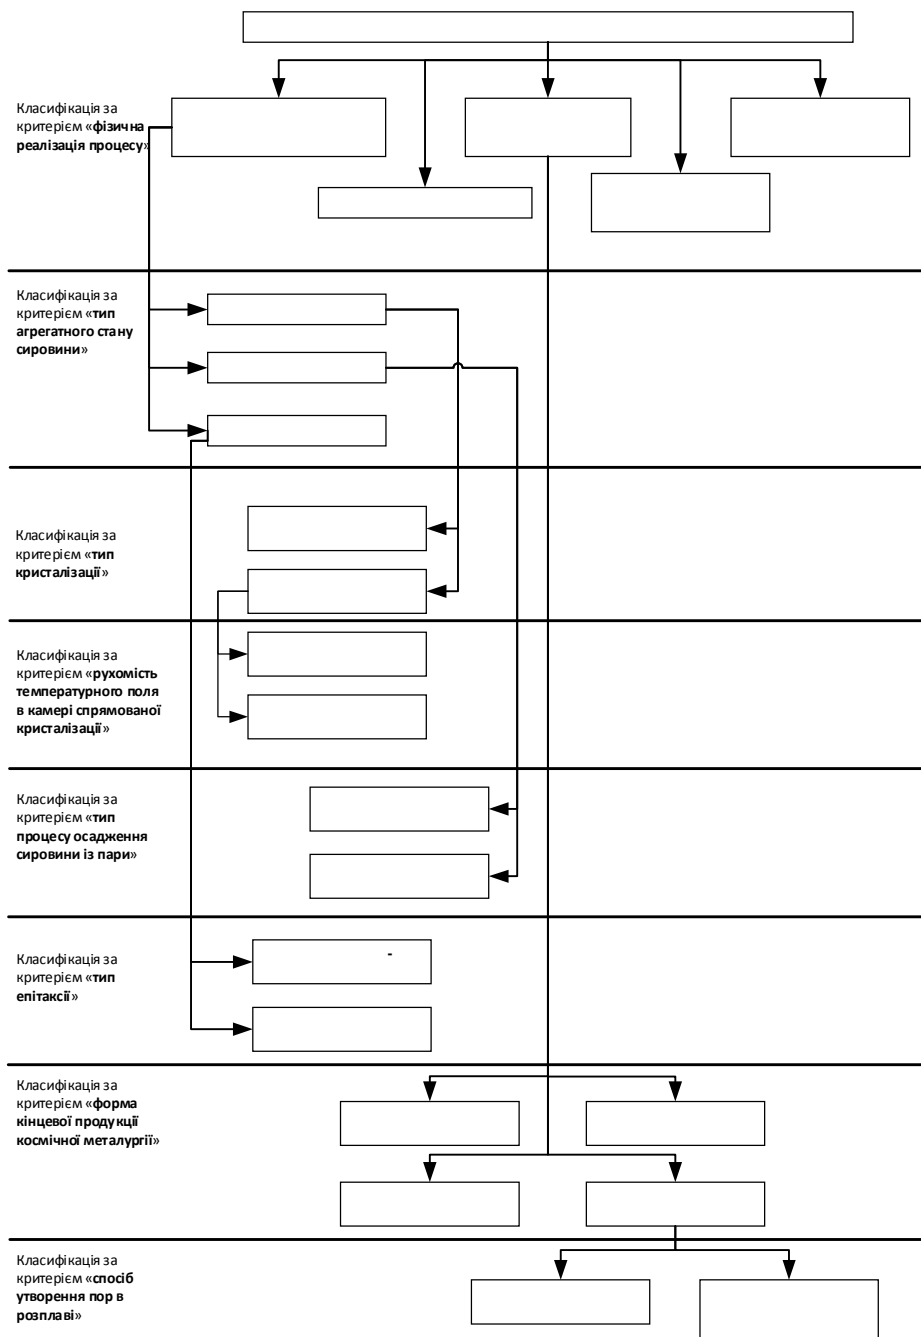 Класифікація за
критерієм «фізична
реалізація процесу»
Класифікація за
критерієм «тип
агрегатного стану
сировини»
Класифікація за
критерієм «тип
кристалізації»
Класифікація за
критерієм «рухомість
температурного поля
в камері спрямованої
кристалізації»
Класифікація за
критерієм «тип
процесу осадження
сировини із пари»
-
Класифікація за
критерієм «тип
епітаксії»
Класифікація за
критерієм «форма
кінцевої продукції
космічної металургії»
Класифікація за
критерієм «спосіб
утворення пор в
розплаві»